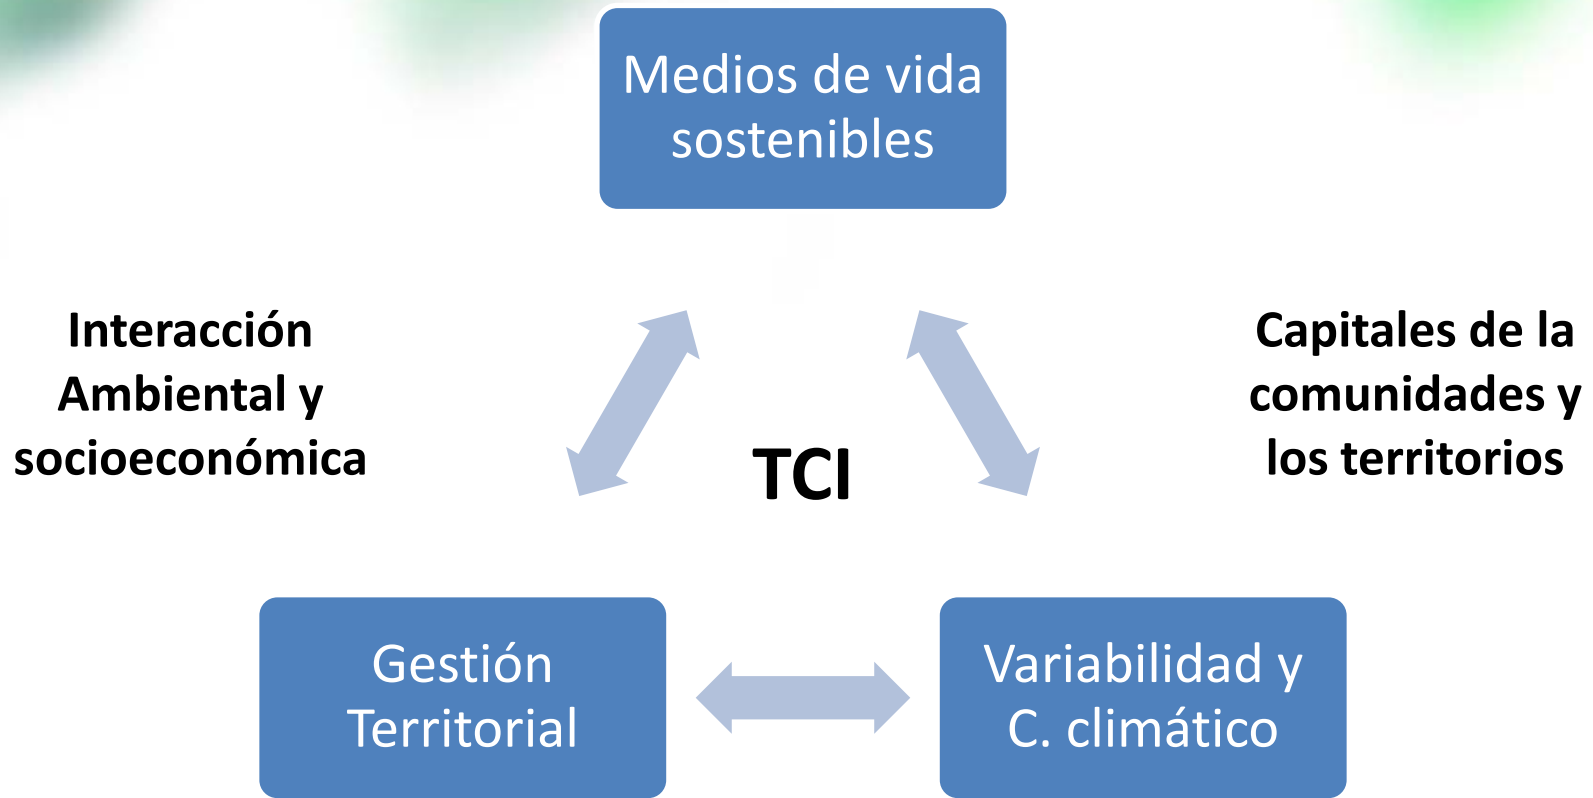 Medios de vida
sostenibles
Interacción
Ambiental y
socioeconómica
Capitales de la
comunidades y
los territorios
TCI
Gestión
Territorial
Variabilidad y
C. climático